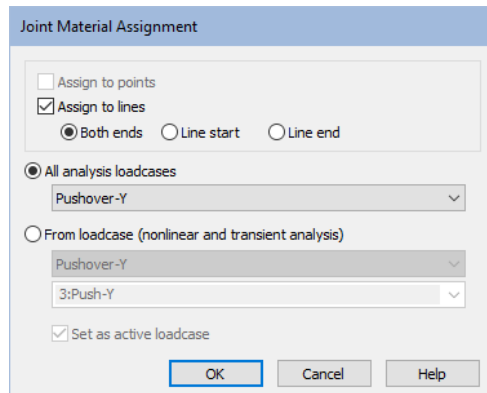 Joint Material Assignment
Assign to points
Assign to lines
Both ends Line start Line end
All analysis loadcases
Pushover-Y
From loadcase (nonlinear and transient analysis)
Pushover-Y
3:Push-Y
Set as active loadcase
OK Cancel Help